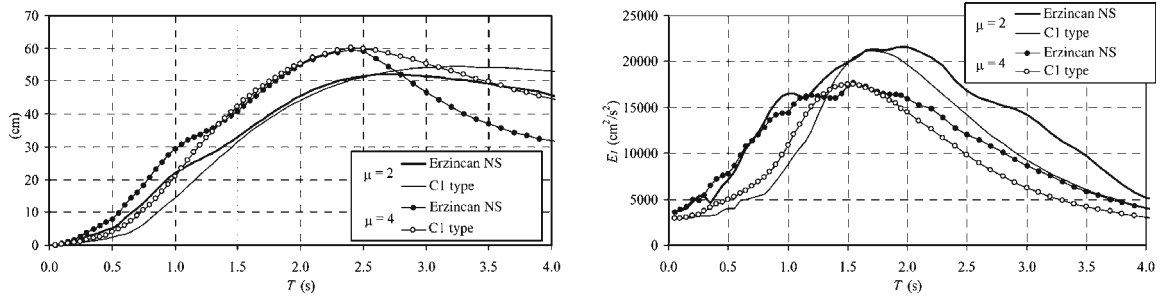 70
60
50
40
30
20
10
0
(cm)
0.0 0.5 1.0 1.5 2.0 2.5 3.0 3.5 4.0
T (s)
μ = 2
Erzincan NS
C1 type
μ = 4
Erzincan NS
C1 type
25000
20000
15000
10000
5000
0
E_I (cm²/s²)
0.0 0.5 1.0 1.5 2.0 2.5 3.0 3.5 4.0
T (s)
μ = 2
Erzincan NS
C1 type
μ = 4
Erzincan NS
C1 type